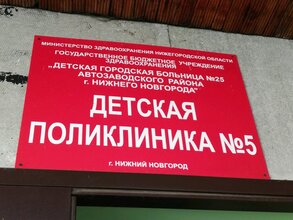 МИНИСТЕРСТВО ЗДРАВООХРАНЕНИЯ НИЖЕГОРОДСКОЙ ОБЛАСТИ
ГОСУДАРСТВЕННОЕ БЮДЖЕТНОЕ УЧРЕЖДЕНИЕ
ЗДРАВООХРАНЕНИЯ
„ДЕТСКАЯ ГОРОДСКАЯ БОЛЬНИЦА №25
АВТОЗАВОДСКОГО РАЙОНА
г. НИЖНЕГО НОВГОРОДА"
ДЕТСКАЯ
ПОЛИКЛИНИКА №5
г. НИЖНИЙ НОВГОРОД